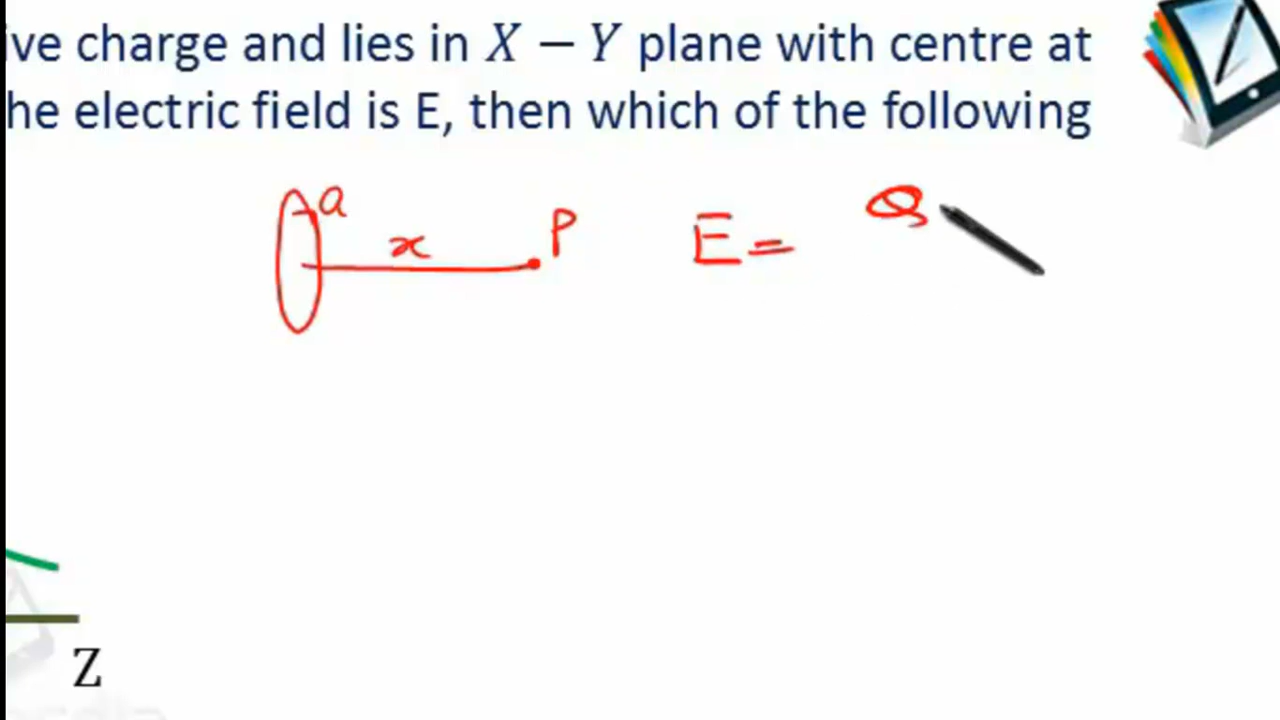 ive charge and lies in X − Y plane with centre at
he electric field is E, then which of the following
a
x
P
E = Q
Z